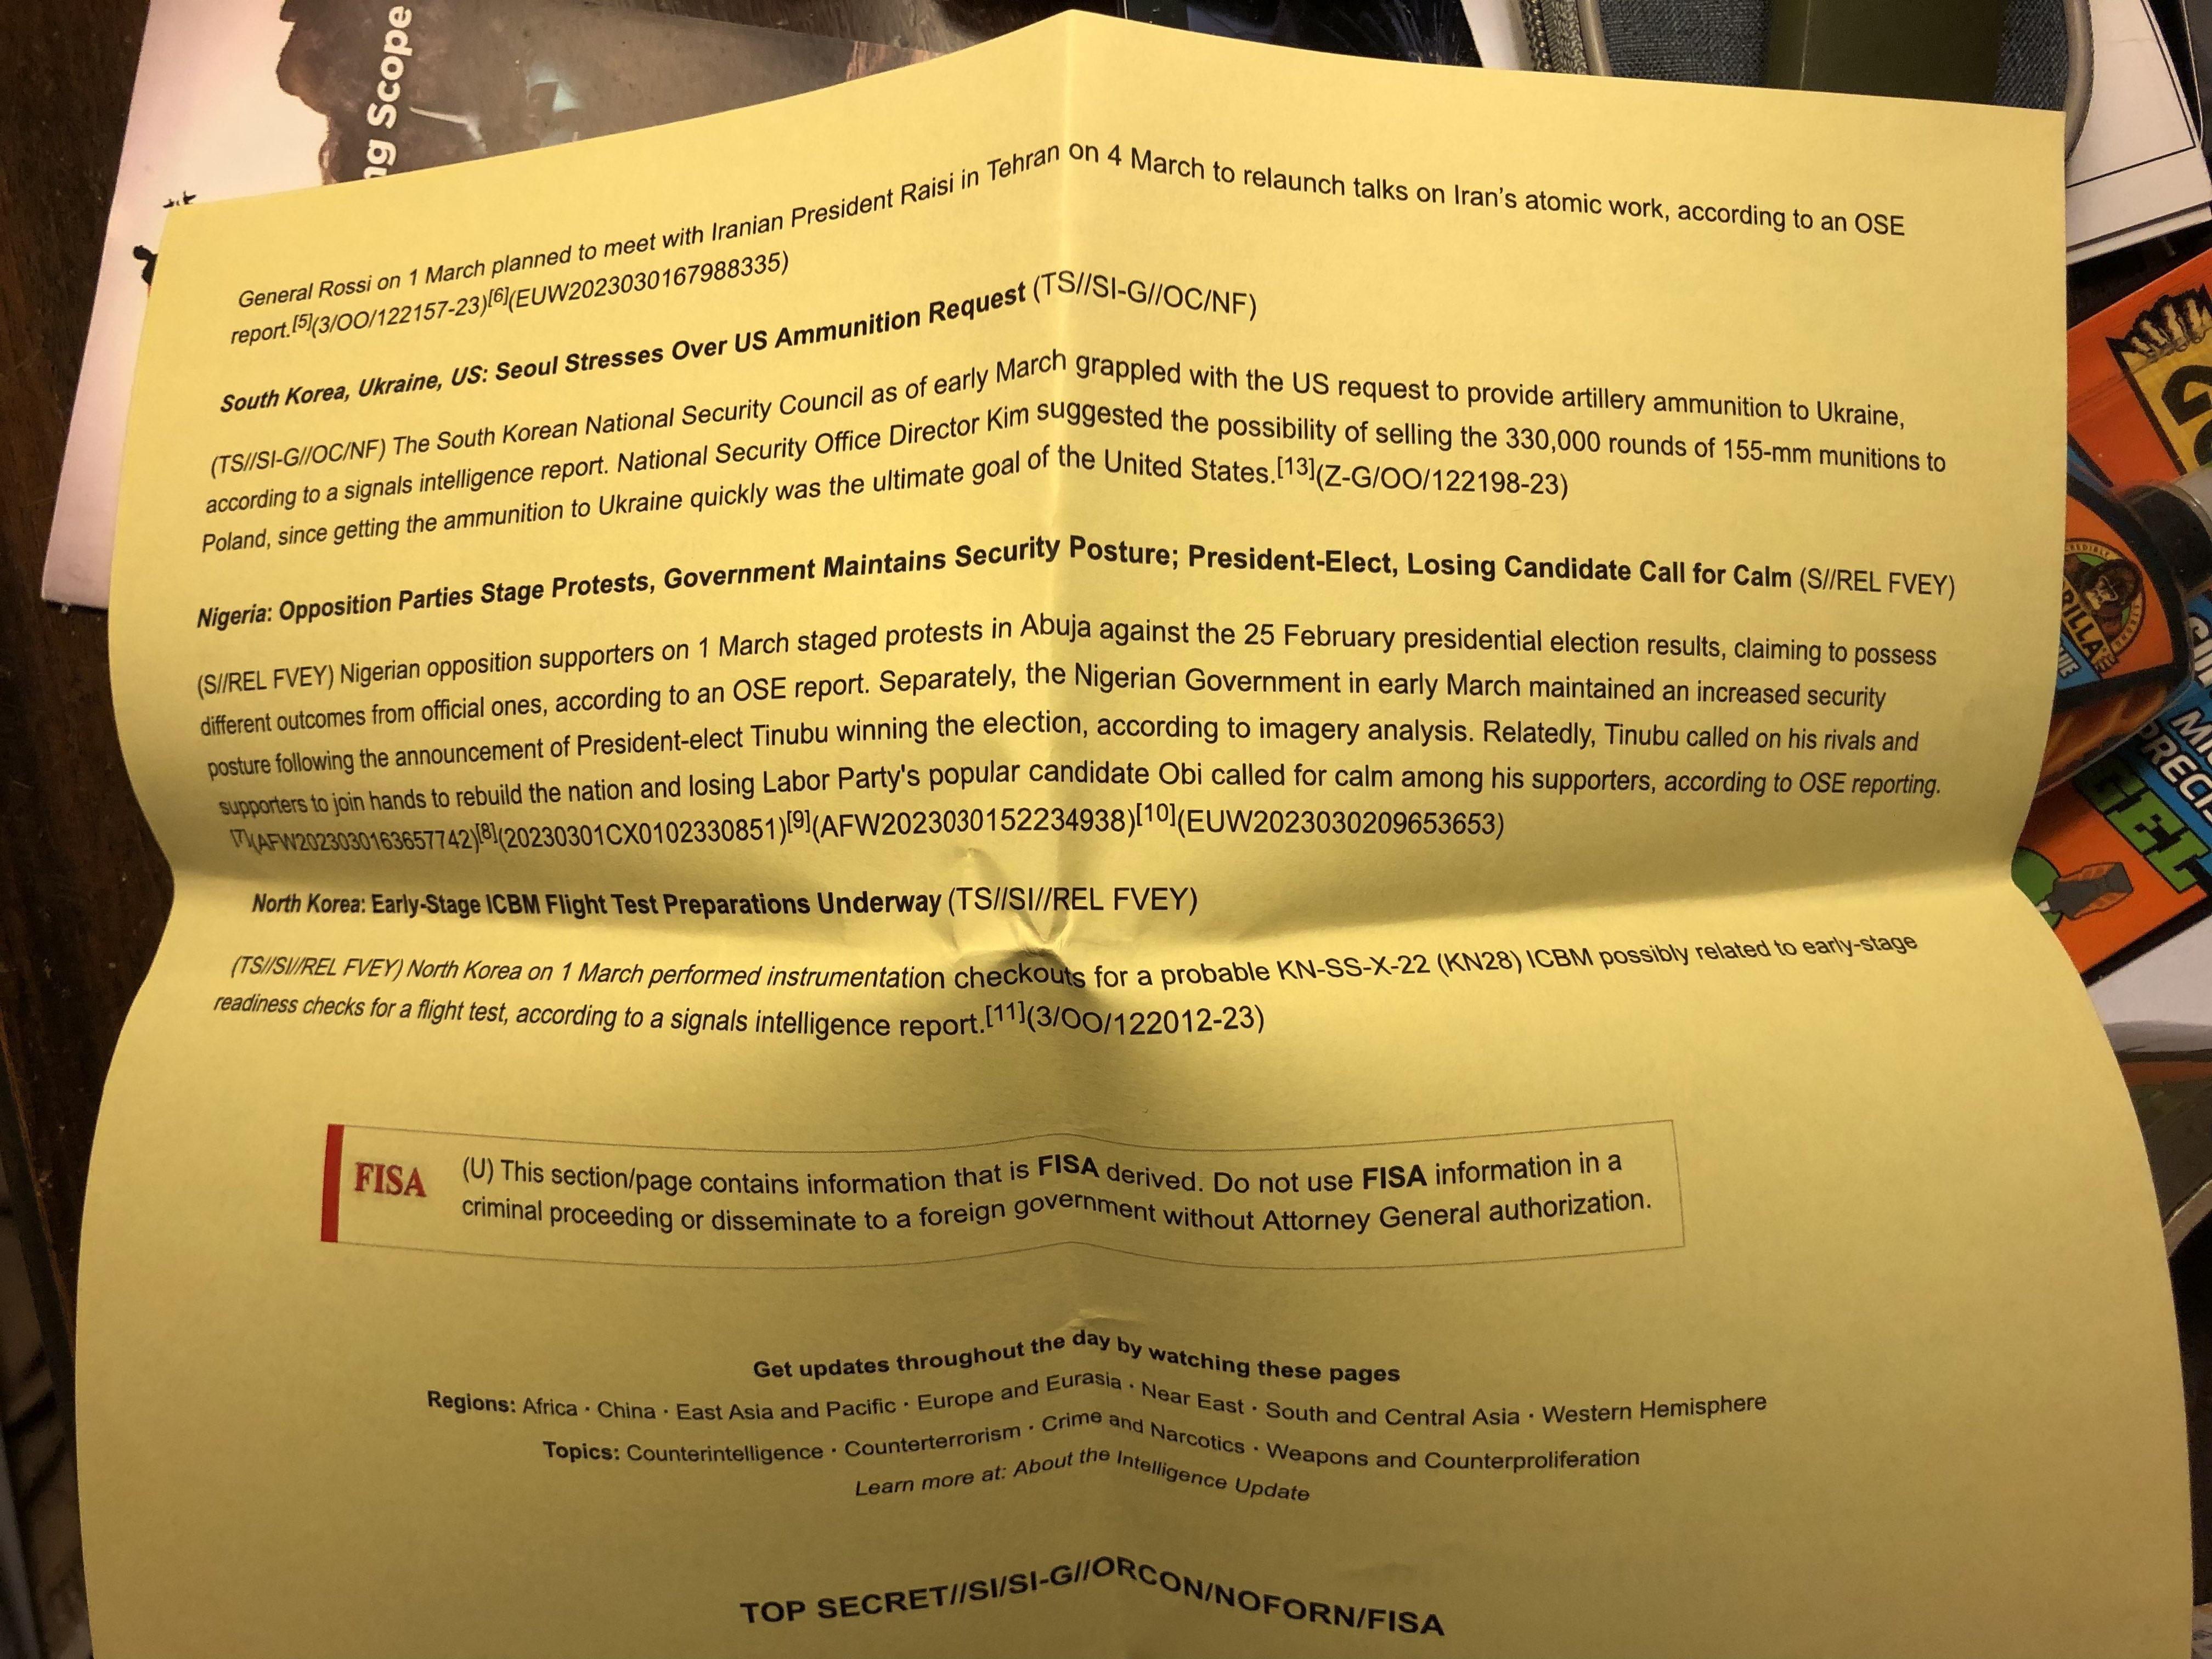 ng Scope
General Rossi on 1 March planned to meet with Iranian President Raisi in Tehran on 4 March to relaunch talks on Iran's atomic work, according to an OSE
report.[5](3/OO/122157-23)[6](EUW2023030167988335)
South Korea, Ukraine, US: Seoul Stresses Over US Ammunition Request (TS//SI-G//OC/NF)
(TS//SI-G//OC/NF) The South Korean National Security Council as of early March grappled with the US request to provide artillery ammunition to Ukraine,
according to a signals intelligence report. National Security Office Director Kim suggested the possibility of selling the 330,000 rounds of 155-mm munitions to
Poland, since getting the ammunition to Ukraine quickly was the ultimate goal of the United States.[13](Z-G/OO/122198-23)
Nigeria: Opposition Parties Stage Protests, Government Maintains Security Posture; President-Elect, Losing Candidate Call for Calm (S//REL FVEY)
(S//REL FVEY) Nigerian opposition supporters on 1 March staged protests in Abuja against the 25 February presidential election results, claiming to possess
different outcomes from official ones, according to an OSE report. Separately, the Nigerian Government in early March maintained an increased security
posture following the announcement of President-elect Tinubu winning the election, according to imagery analysis. Relatedly, Tinubu called on his rivals and
supporters to join hands to rebuild the nation and losing Labor Party's popular candidate Obi called for calm among his supporters, according to OSE reporting.
[7](AFW2023030163657742)[8](20230301CX0102330851)[9](AFW2023030152234938)[10](EUW2023030209653653)
North Korea: Early-Stage ICBM Flight Test Preparations Underway (TS//SI//REL FVEY)
(TS//SI//REL FVEY) North Korea on 1 March performed instrumentation checkouts for a probable KN-SS-X-22 (KN28) ICBM possibly related to early-stage
readiness checks for a flight test, according to a signals intelligence report.[11](3/OO/122012-23)
FISA
(U) This section/page contains information that is FISA derived. Do not use FISA information in a
criminal proceeding or disseminate to a foreign government without Attorney General authorization.
Get updates throughout the day by watching these pages
Regions: Africa · China · East Asia and Pacific · Europe and Eurasia · Near East · South and Central Asia · Western Hemisphere
Topics: Counterintelligence · Counterterrorism · Crime and Narcotics · Weapons and Counterproliferation
Learn more at: About the Intelligence Update
TOP SECRET//SI/SI-G//ORCON/NOFORN/FISA
GEL